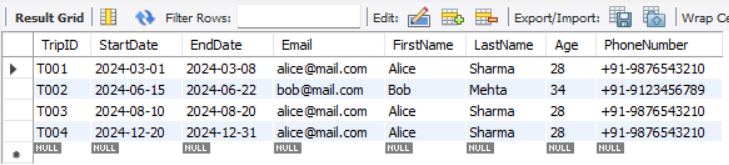 Result Grid Filter Rows: Edit: Export/Import: Wrap Ce
TripID StartDate EndDate Email FirstName LastName Age PhoneNumber
T001 2024-03-01 2024-03-08 alice@mail.com Alice Sharma 28 +91-9876543210
T002 2024-06-15 2024-06-22 bob@mail.com Bob Mehta 34 +91-9123456789
T003 2024-08-10 2024-08-20 alice@mail.com Alice Sharma 28 +91-9876543210
T004 2024-12-20 2024-12-31 alice@mail.com Alice Sharma 28 +91-9876543210
NULL NULL NULL NULL NULL NULL NULL NULL